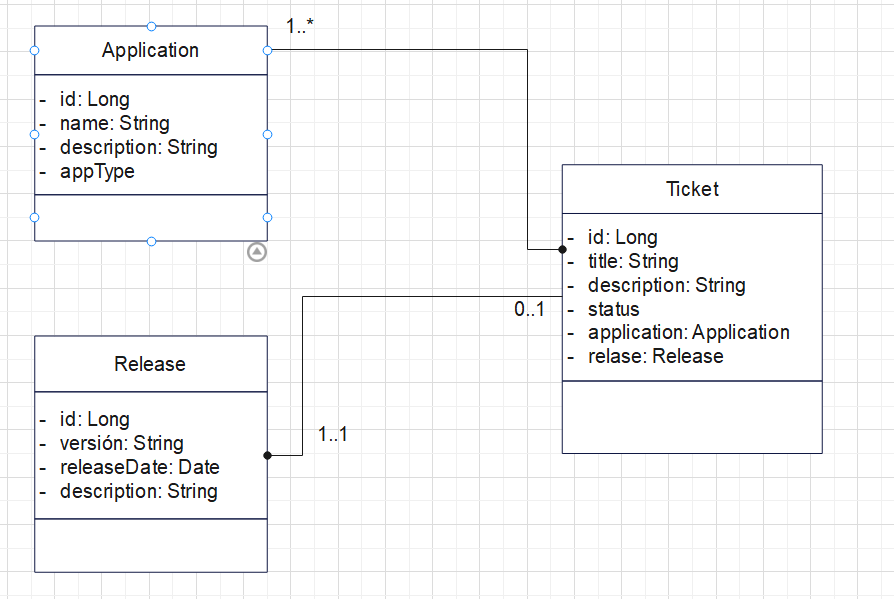 1..*
Application
- id: Long
- name: String
- description: String
- appType
Ticket
- id: Long
- title: String
- description: String
- status
- application: Application
- relase: Release
0..1
Release
- id: Long
- versión: String
- releaseDate: Date
- description: String
1..1